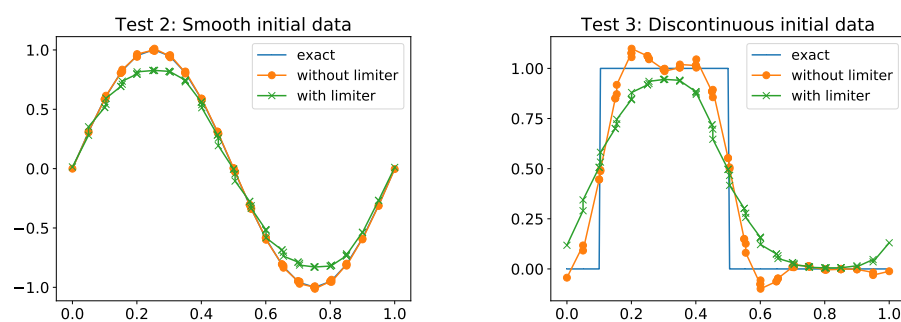 Test 2: Smooth initial data
1.0
0.5
0.0
−0.5
−1.0
0.0 0.2 0.4 0.6 0.8 1.0
exact
without limiter
with limiter
Test 3: Discontinuous initial data
1.00
0.75
0.50
0.25
0.00
0.0 0.2 0.4 0.6 0.8 1.0
exact
without limiter
with limiter